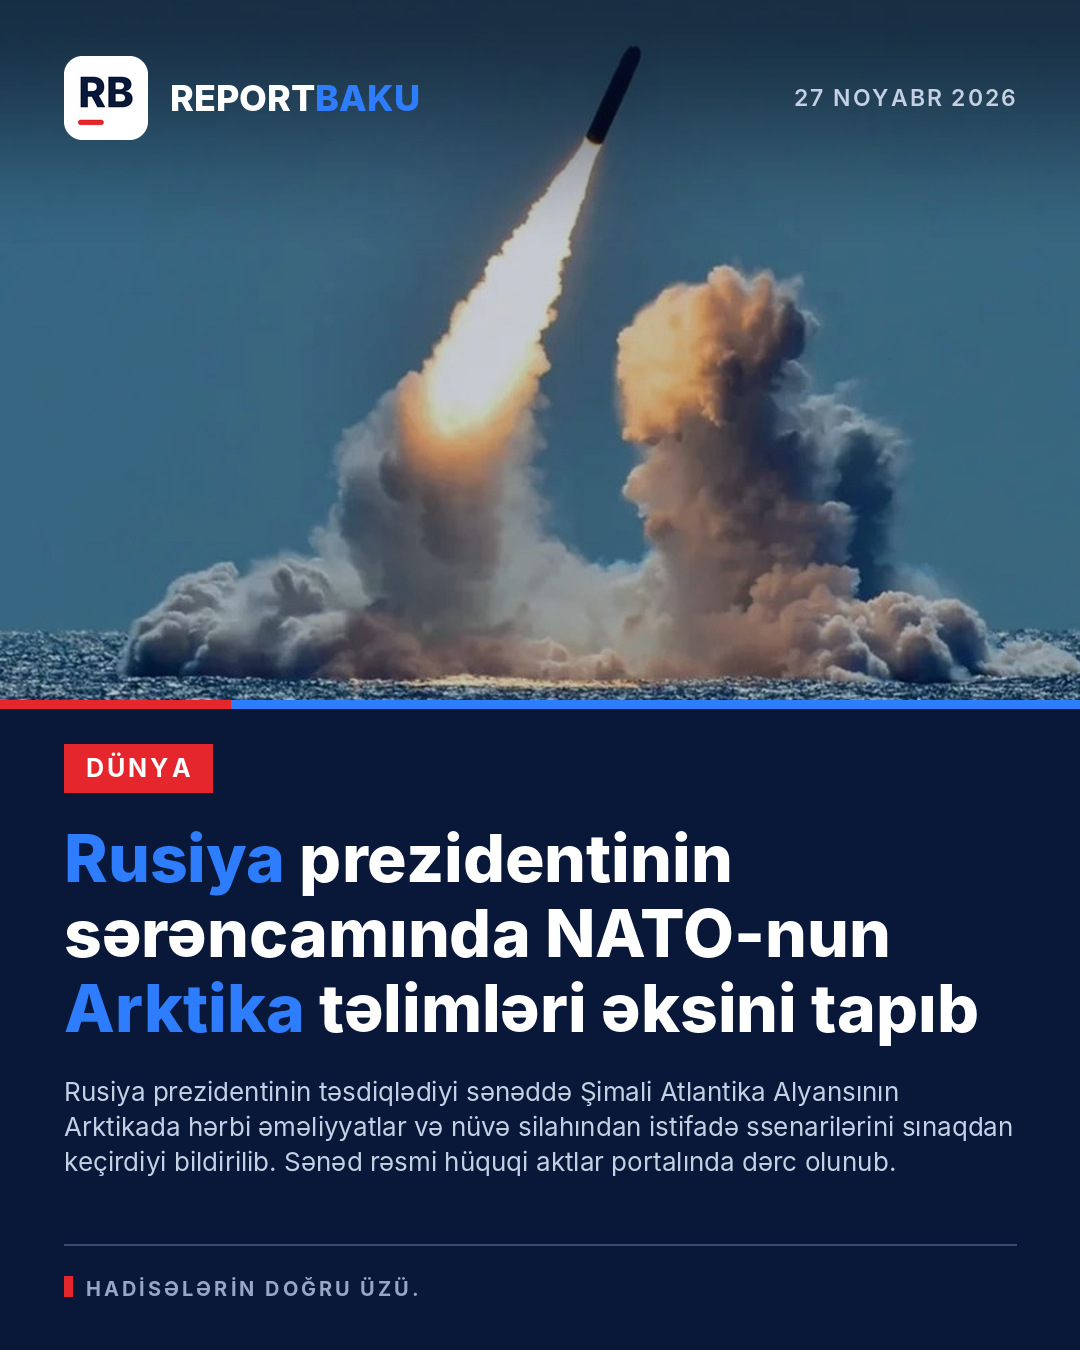 RB
REPORTBAKU
27 NOYABR 2026
DÜNYA
Rusiya prezidentinin
sərəncamında NATO-nun
Arktika təlimləri əksini tapıb
Rusiya prezidentinin təsdiqlədiyi sənəddə Şimali Atlantika Alyansının
Arktikada hərbi əməliyyatlar və nüvə silahından istifadə ssenarilərini sınaqdan
keçirdiyi bildirilib. Sənəd rəsmi hüquqi aktlar portalında dərc olunub.
HADİSƏLƏRİN DOĞRU ÜZÜ.